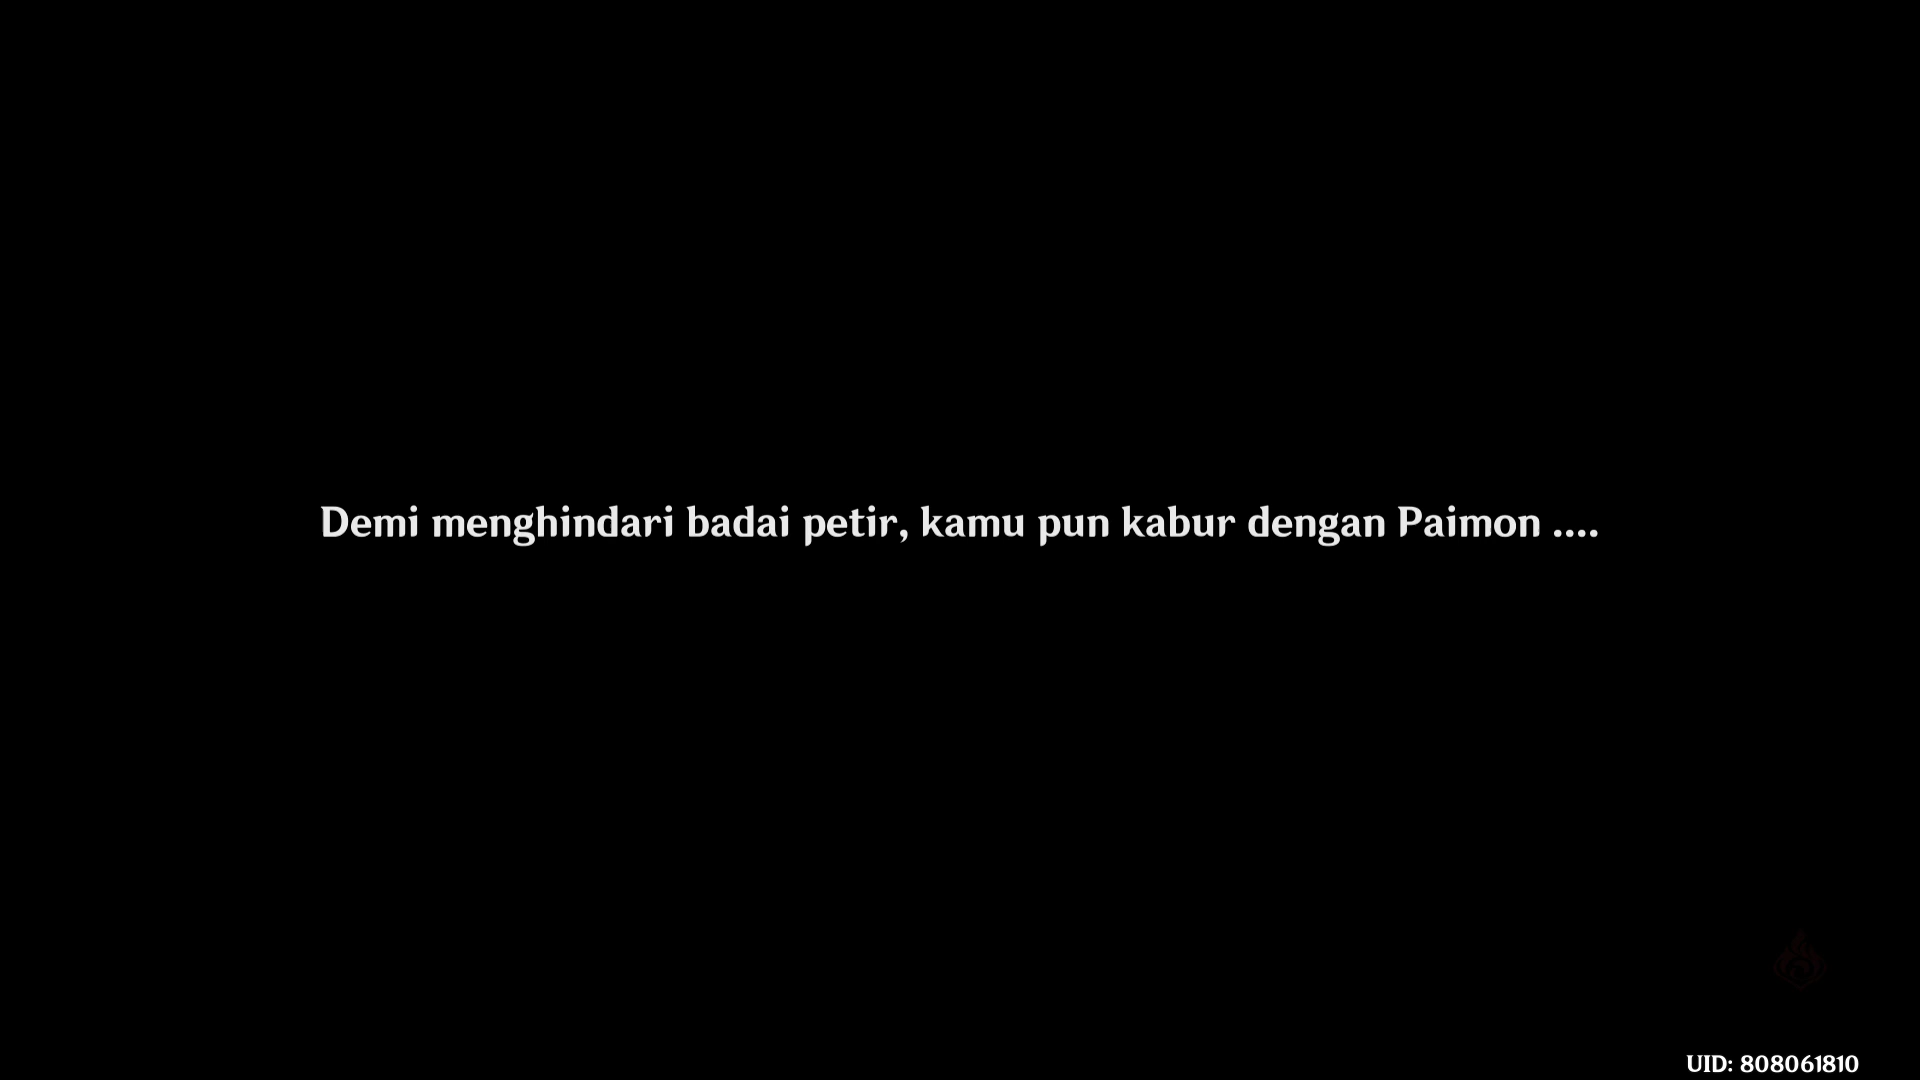 Demi menghindari badai petir, kamu pun kabur dengan Paimon ....
UID: 808061810